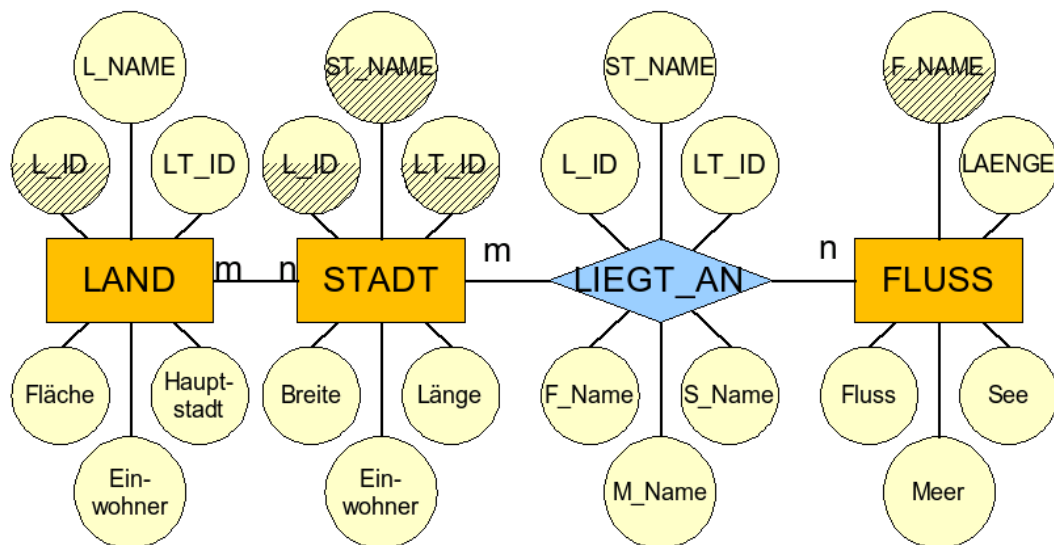 L_NAME
ST_NAME
ST_NAME
F_NAME
L_ID
LT_ID
L_ID
LT_ID
L_ID
LT_ID
LAENGE
LAND
m
n
STADT
m
LIEGT_AN
n
FLUSS
Fläche
Haupt-
stadt
Breite
Länge
F_Name
S_Name
Fluss
See
Ein-
wohner
Ein-
wohner
M_Name
Meer